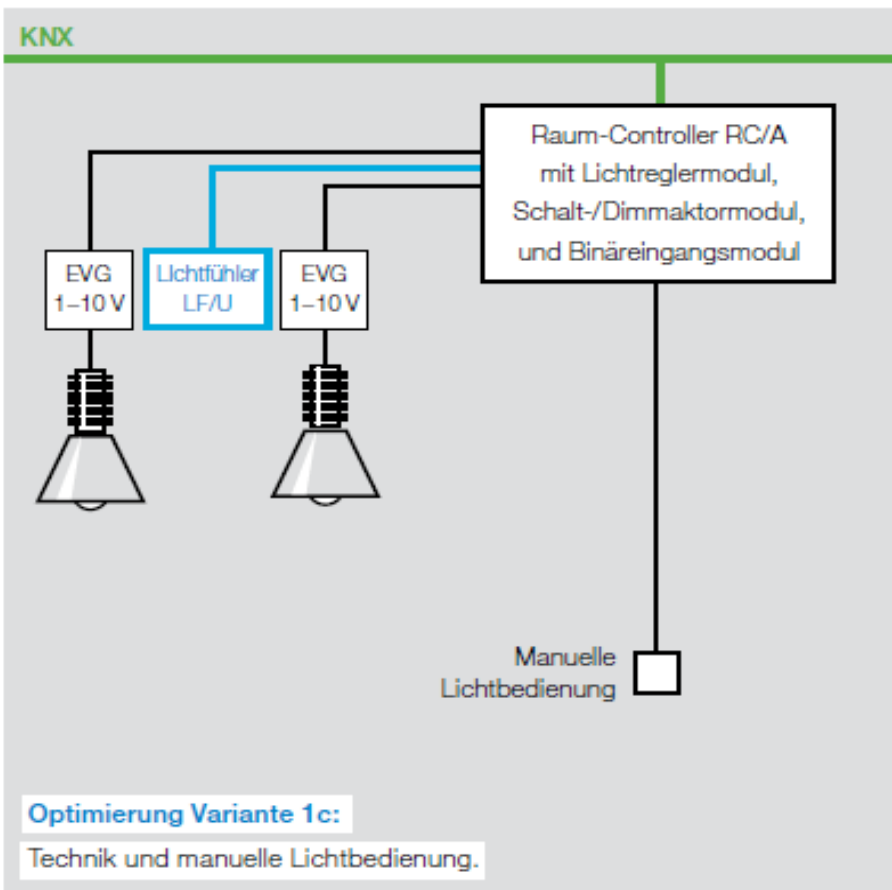 KNX
Raum-Controller RC/A
mit Lichtreglermodul,
Schalt-/Dimmaktormodul,
und Binäreingangsmodul
EVG
1–10 V
Lichtfühler
LF/U
EVG
1–10 V
Manuelle
Lichtbedienung
Optimierung Variante 1c:
Technik und manuelle Lichtbedienung.